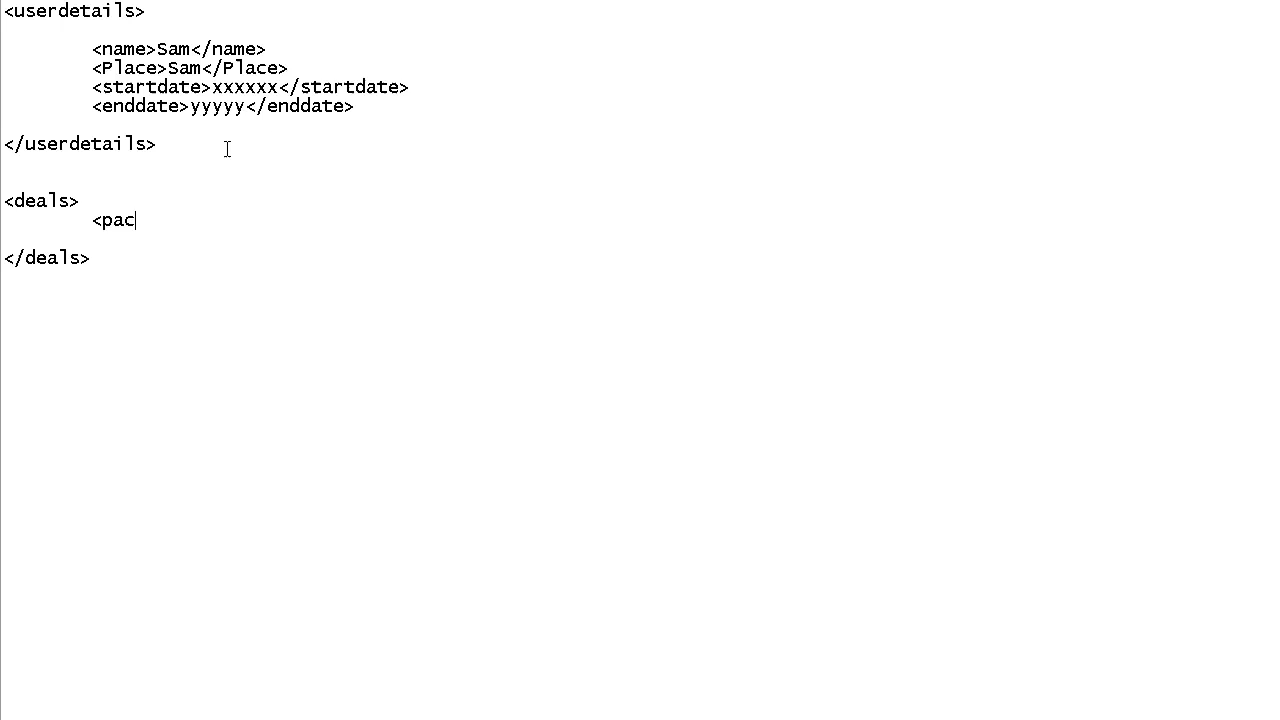 <userdetails>
<name>Sam</name>
<Place>Sam</Place>
<startdate>xxxxxx</startdate>
<enddate>yyyyy</enddate>
</userdetails>
<deals>
<pac
</deals>